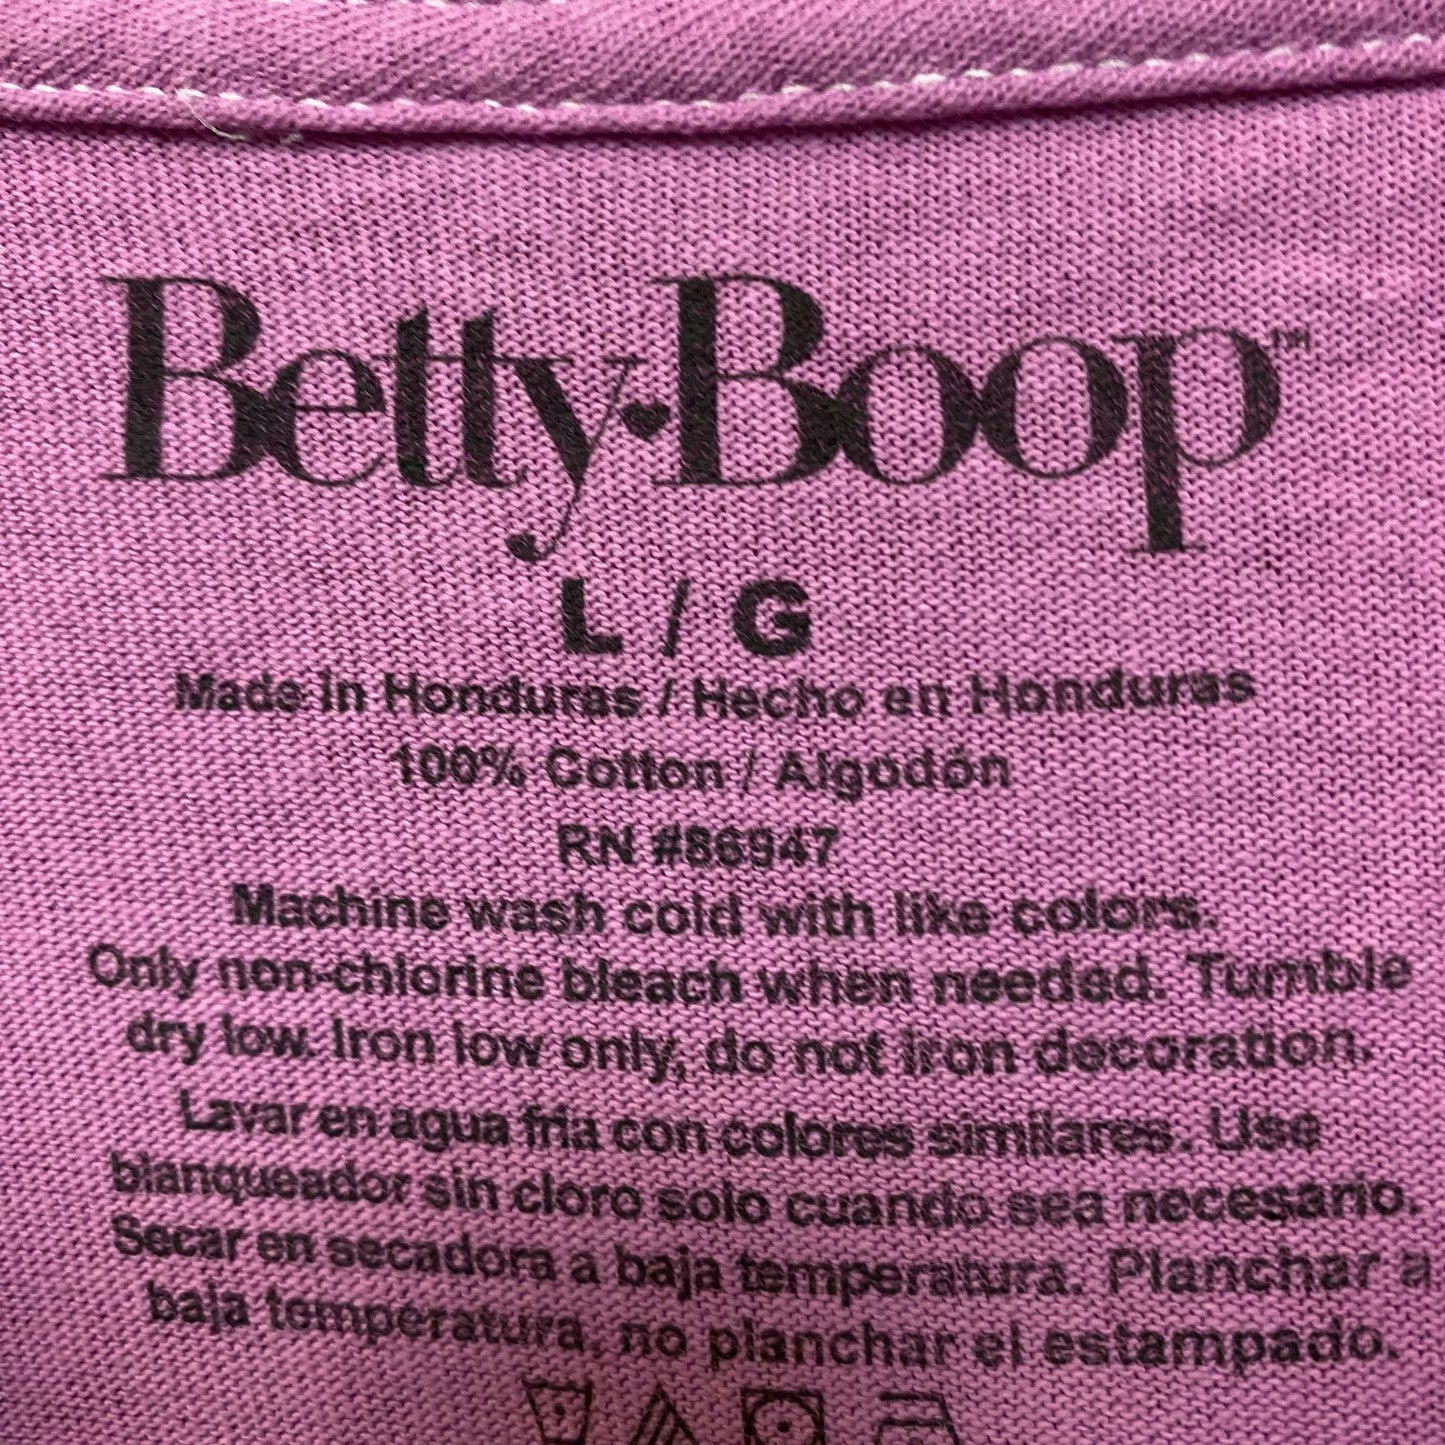 Betty♥Boop™
L / G
Made in Honduras / Hecho en Honduras
100% Cotton / Algodón
RN #86947
Machine wash cold with like colors.
Only non-chlorine bleach when needed. Tumble
dry low. Iron low only, do not iron decoration.
Lavar en agua fria con colores similares. Use
blanqueador sin cloro solo cuando sea necesario.
Secar en secadora a baja temperatura. Planchar a
baja temperatura, no planchar el estampado.